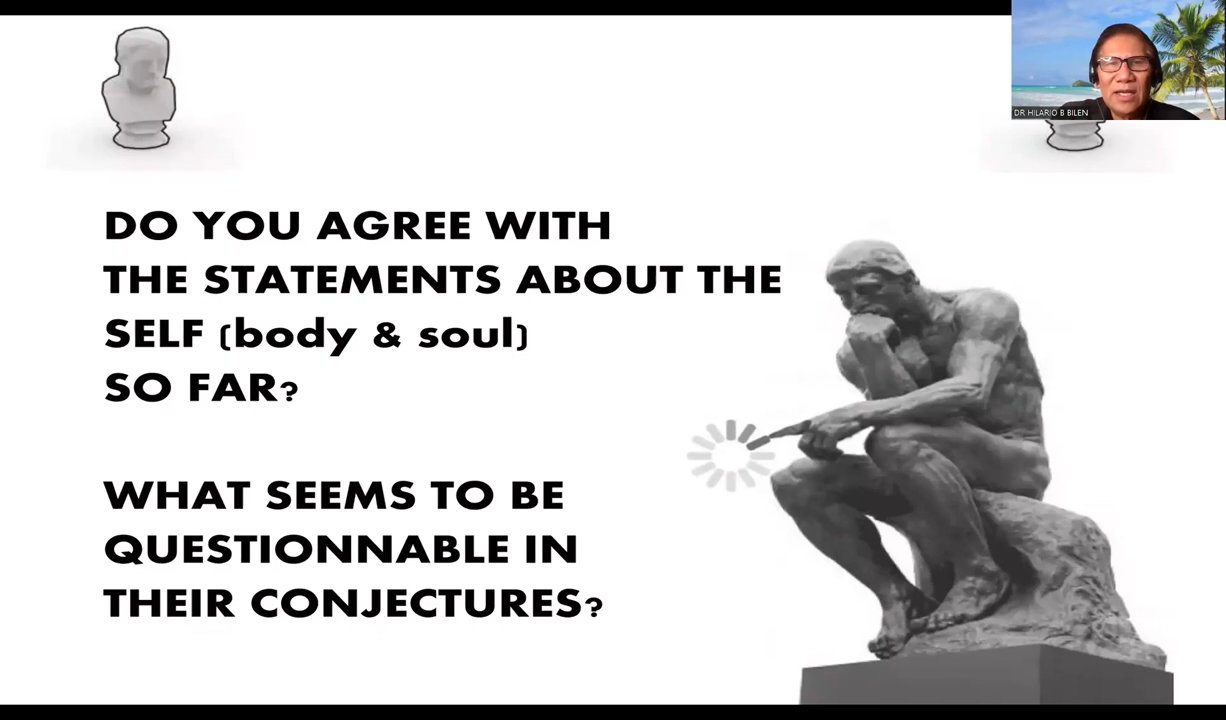 DR HILARIO B BILEN
DO YOU AGREE WITH
THE STATEMENTS ABOUT THE
SELF (body & soul)
SO FAR?
WHAT SEEMS TO BE
QUESTIONNABLE IN
THEIR CONJECTURES?